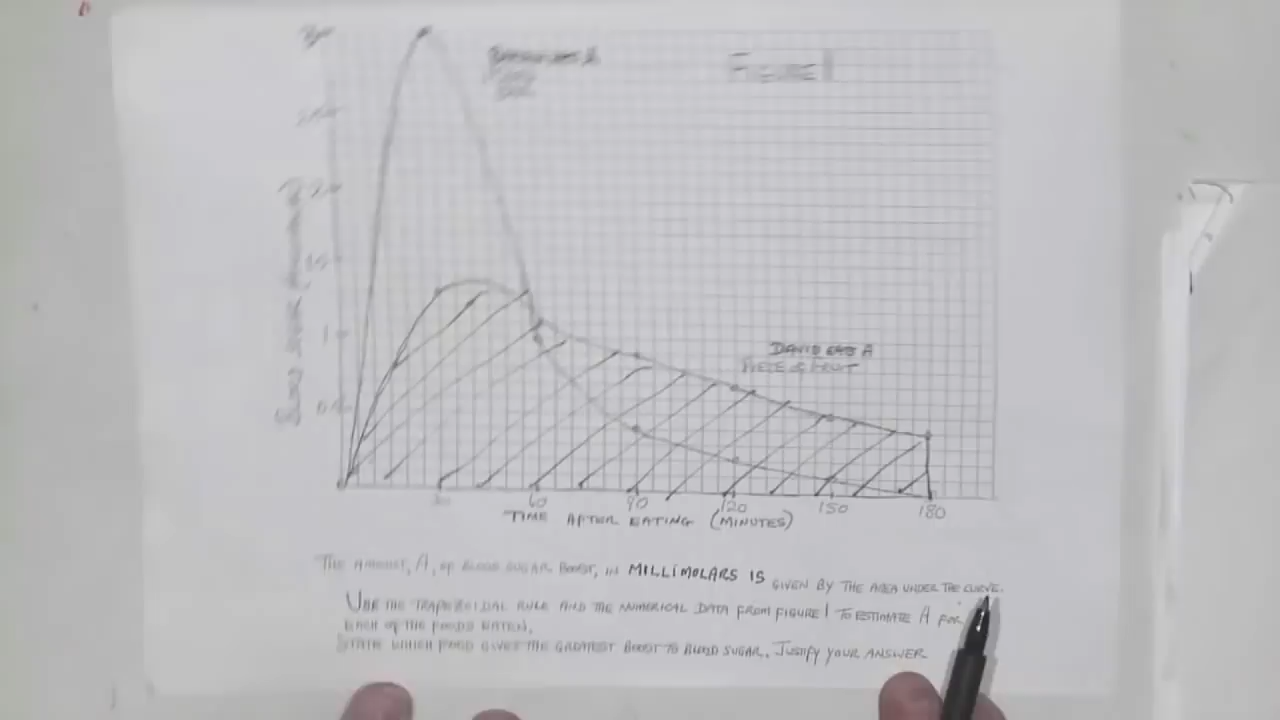 FIGURE 1
1
DAVID EATS A
PIECE OF FRUIT
60
90
120
150
180
TIME AFTER EATING (MINUTES)
THE AMOUNT, A, OF BLOOD SUGAR BOOST, IN MILLIMOLARS IS GIVEN BY THE AREA UNDER THE CURVE.
USE THE TRAPEZOIDAL RULE AND THE NUMERICAL DATA FROM FIGURE 1 TO ESTIMATE A FOR
EACH OF THE FOODS EATEN.
STATE WHICH FOOD GIVES THE GREATEST BOOST TO BLOOD SUGAR. JUSTIFY YOUR ANSWER